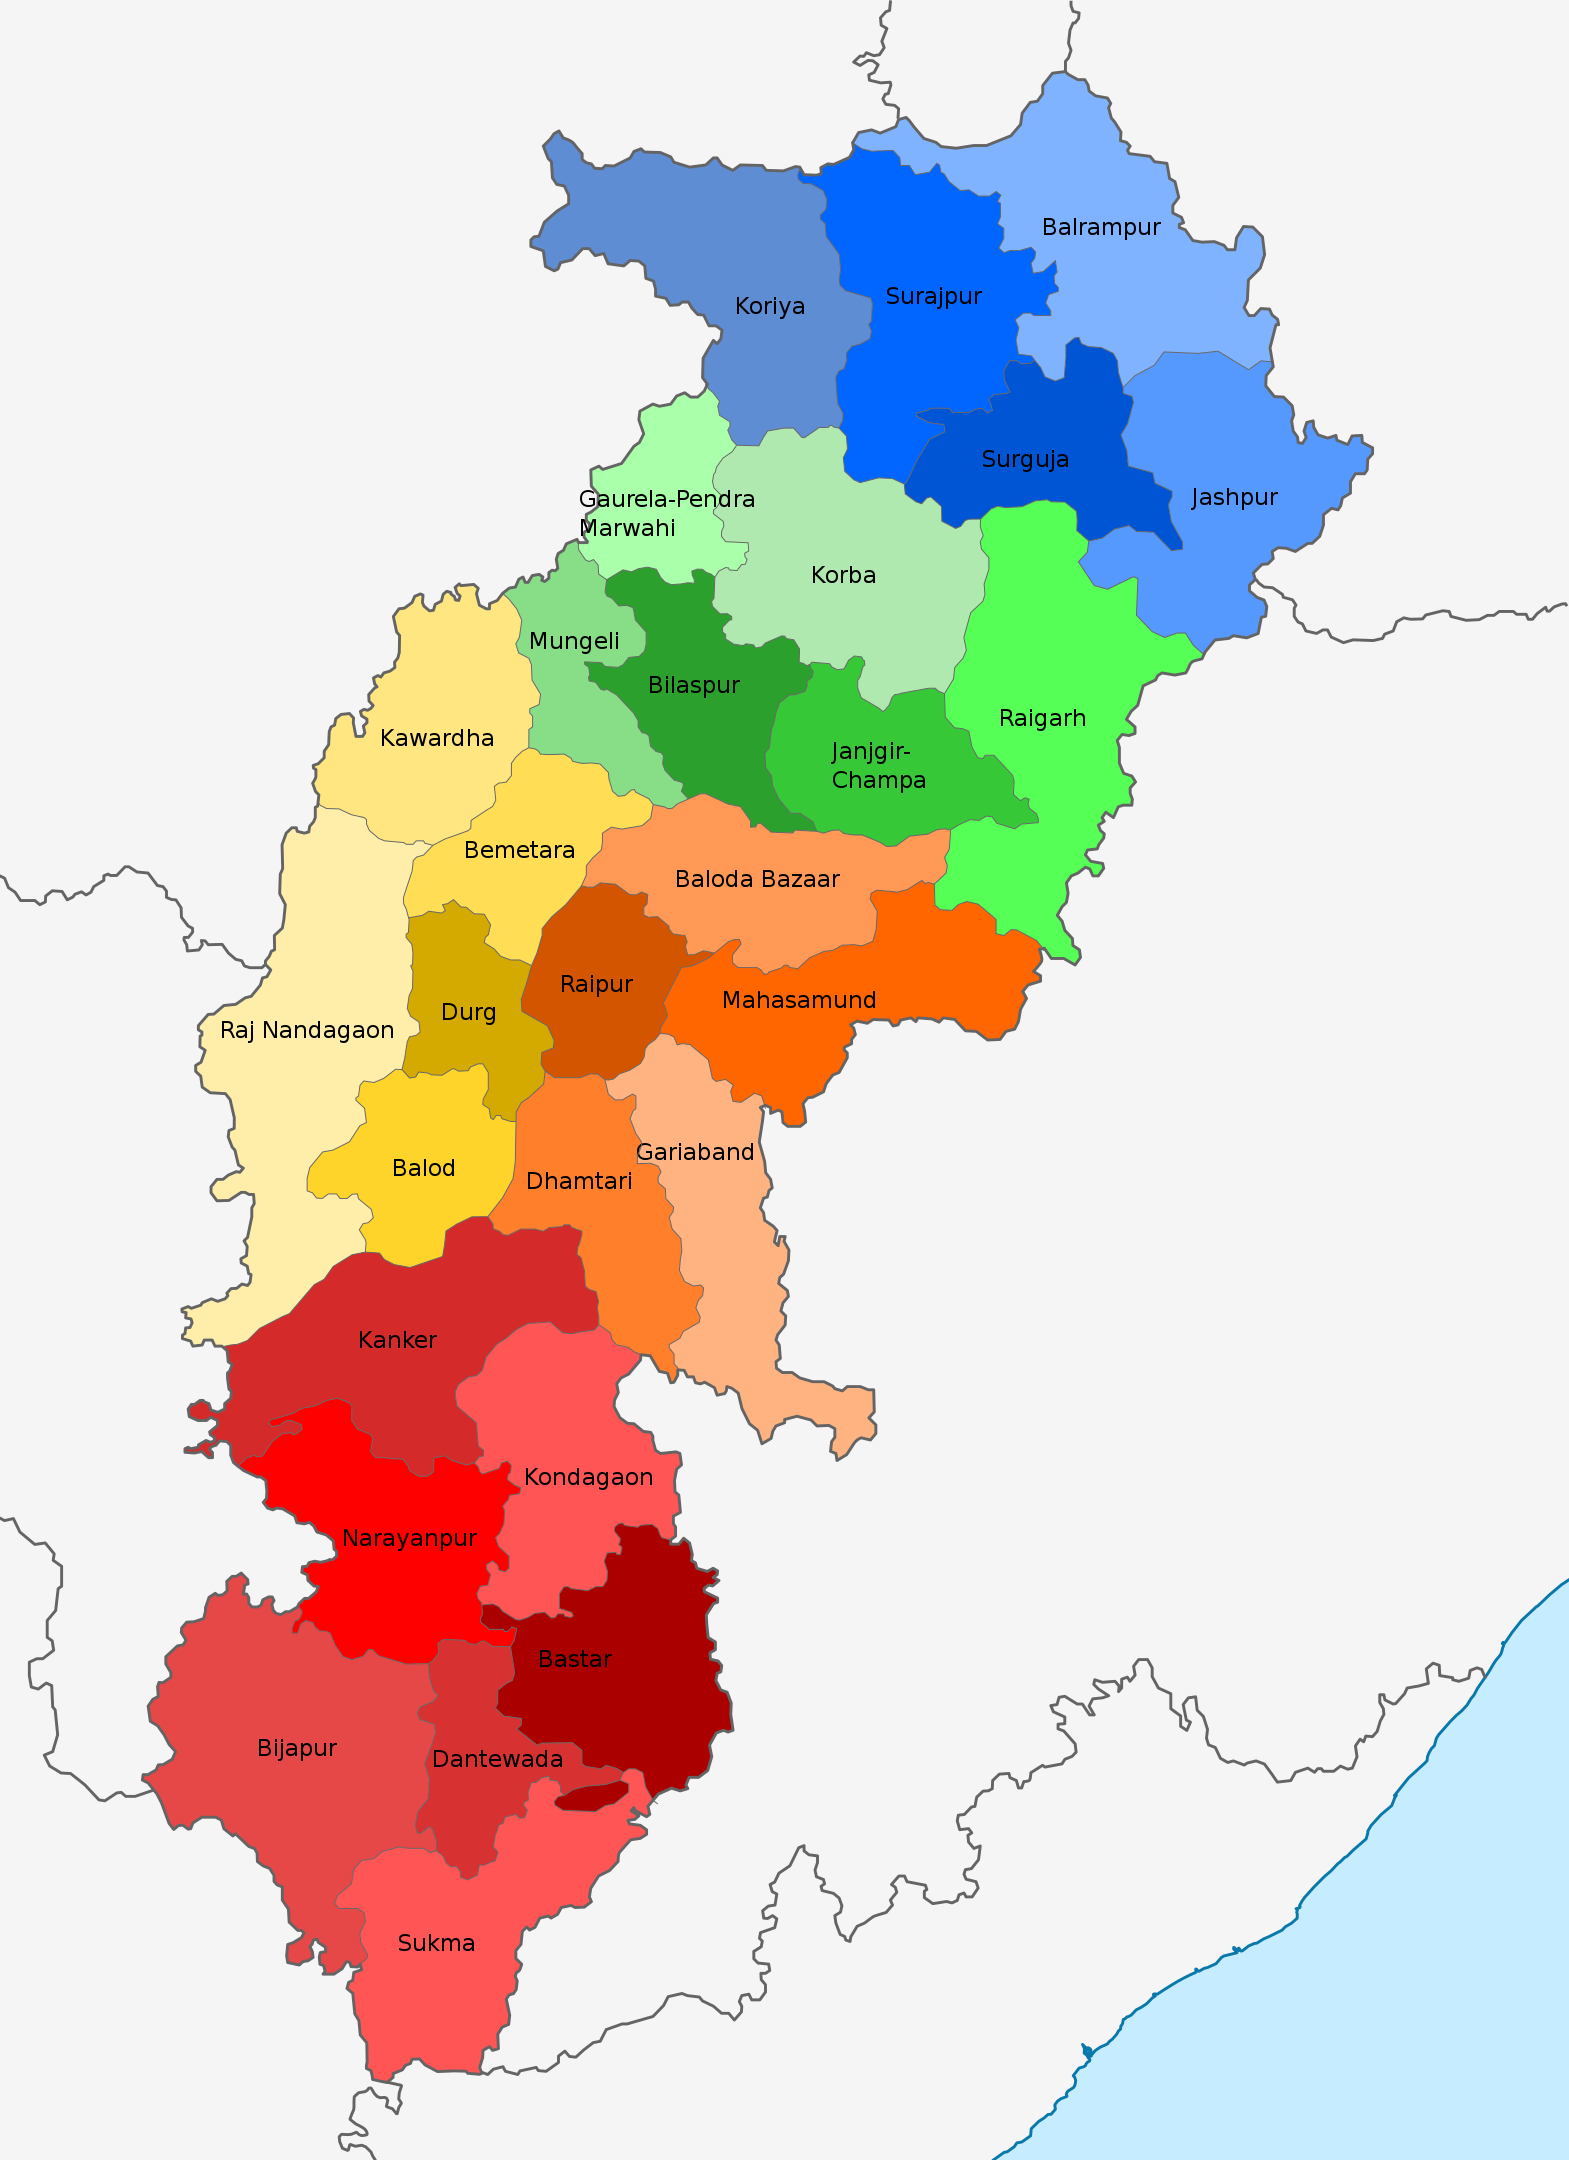 Balrampur
Surajpur
Koriya
Surguja
Jashpur
Gaurela-Pendra
Marwahi
Korba
Mungeli
Bilaspur
Raigarh
Kawardha
Janjgir-
Champa
Bemetara
Baloda Bazaar
Raipur
Mahasamund
Durg
Raj Nandagaon
Gariaband
Balod
Dhamtari
Kanker
Kondagaon
Narayanpur
Bastar
Bijapur
Dantewada
Sukma